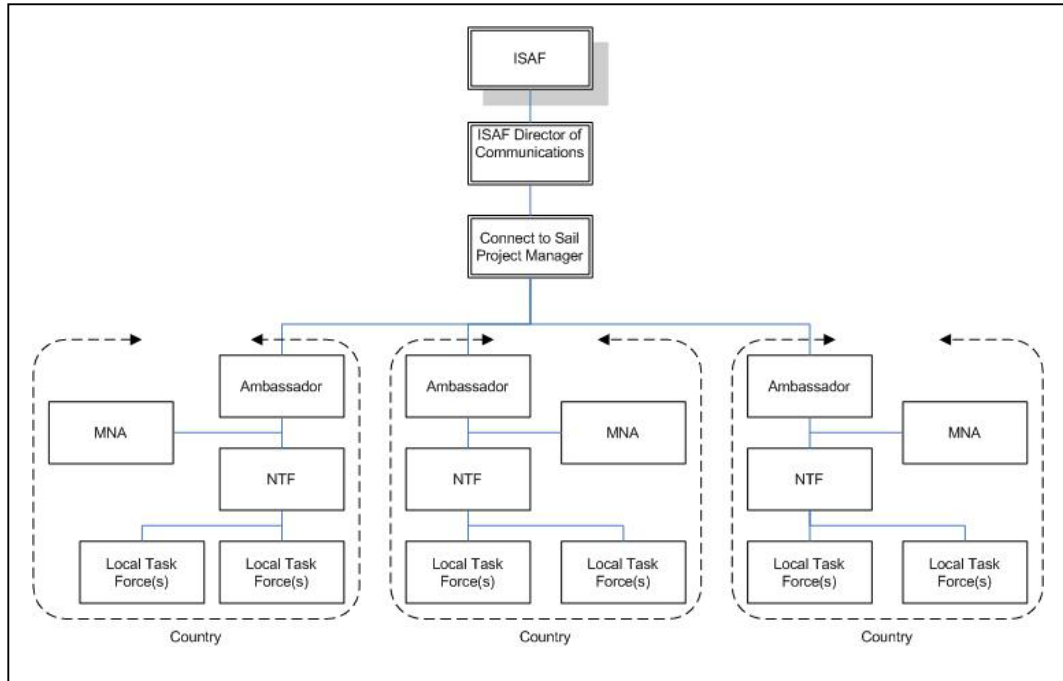 ISAF
ISAF Director of
Communications
Connect to Sail
Project Manager
Ambassador
MNA
NTF
Local Task
Force(s)
Local Task
Force(s)
Country
Ambassador
MNA
NTF
Local Task
Force(s)
Local Task
Force(s)
Country
Ambassador
MNA
NTF
Local Task
Force(s)
Local Task
Force(s)
Country